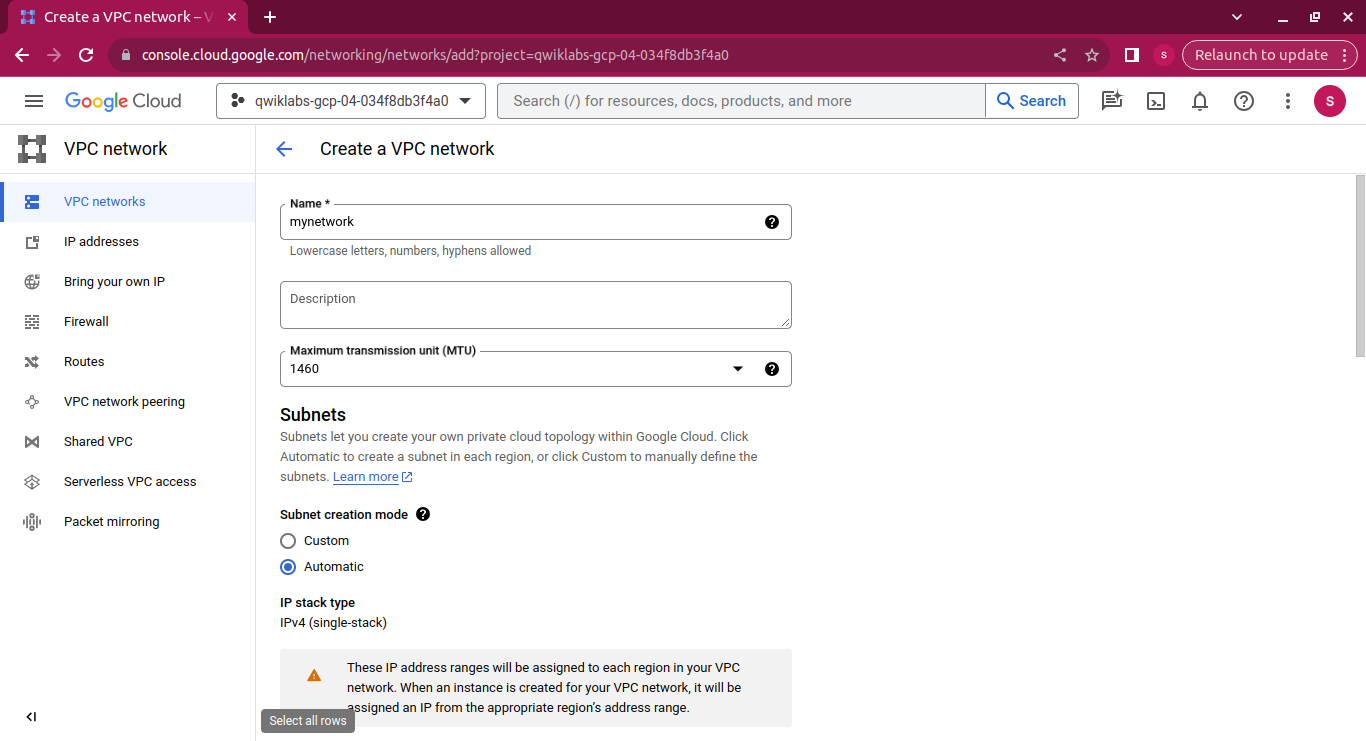 Create a VPC network – V
console.cloud.google.com/networking/networks/add?project=qwiklabs-gcp-04-034f8db3f4a0
S
Relaunch to update
Google Cloud
qwiklabs-gcp-04-034f8db3f4a0
Search (/) for resources, docs, products, and more
Search
S
VPC network
Create a VPC network
VPC networks
IP addresses
Bring your own IP
Firewall
Routes
VPC network peering
Shared VPC
Serverless VPC access
Packet mirroring
Name *
mynetwork
Lowercase letters, numbers, hyphens allowed
Description
Maximum transmission unit (MTU)
1460
Subnets
Subnets let you create your own private cloud topology within Google Cloud. Click
Automatic to create a subnet in each region, or click Custom to manually define the
subnets. Learn more
Subnet creation mode
Custom
Automatic
IP stack type
IPv4 (single-stack)
These IP address ranges will be assigned to each region in your VPC
network. When an instance is created for your VPC network, it will be
assigned an IP from the appropriate region's address range.
Select all rows